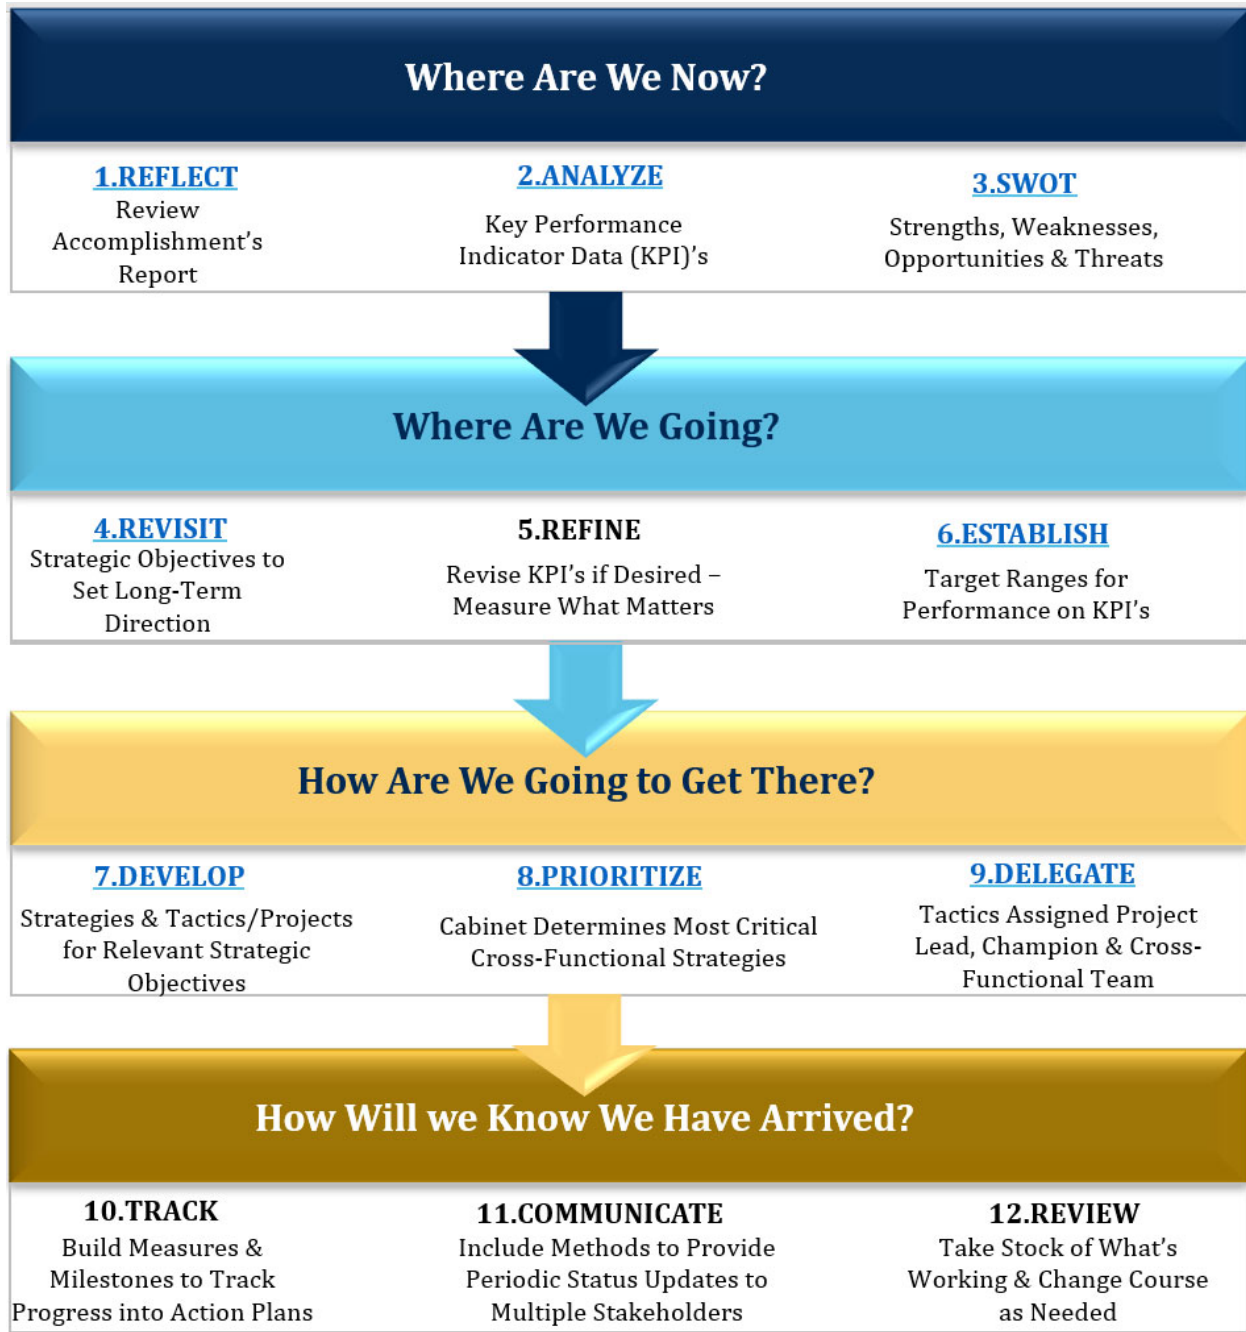 Where Are We Now?
1.REFLECT
Review
Accomplishment’s
Report
2.ANALYZE
Key Performance
Indicator Data (KPI)’s
3.SWOT
Strengths, Weaknesses,
Opportunities & Threats
Where Are We Going?
4.REVISIT
Strategic Objectives to
Set Long-Term
Direction
5.REFINE
Revise KPI’s if Desired –
Measure What Matters
6.ESTABLISH
Target Ranges for
Performance on KPI’s
How Are We Going to Get There?
7.DEVELOP
Strategies & Tactics/Projects
for Relevant Strategic
Objectives
8.PRIORITIZE
Cabinet Determines Most Critical
Cross-Functional Strategies
9.DELEGATE
Tactics Assigned Project
Lead, Champion & Cross-
Functional Team
How Will we Know We Have Arrived?
10.TRACK
Build Measures &
Milestones to Track
Progress into Action Plans
11.COMMUNICATE
Include Methods to Provide
Periodic Status Updates to
Multiple Stakeholders
12.REVIEW
Take Stock of What’s
Working & Change Course
as Needed